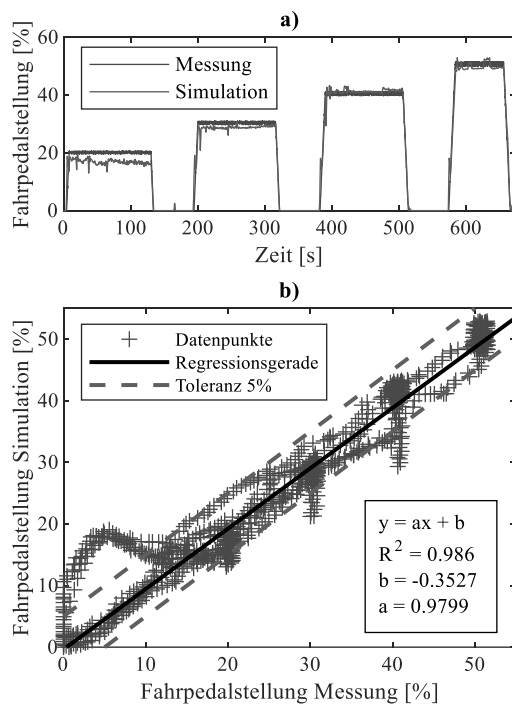 a)
Fahrpedalstellung [%]
60
40
20
0
Messung
Simulation
0
100
200
300
400
500
600
Zeit [s]
b)
Fahrpedalstellung Simulation [%]
50
40
30
20
10
0
Datenpunkte
Regressionsgerade
Toleranz 5%
y = ax + b
R² = 0.986
b = -0.3527
a = 0.9799
0
10
20
30
40
50
Fahrpedalstellung Messung [%]